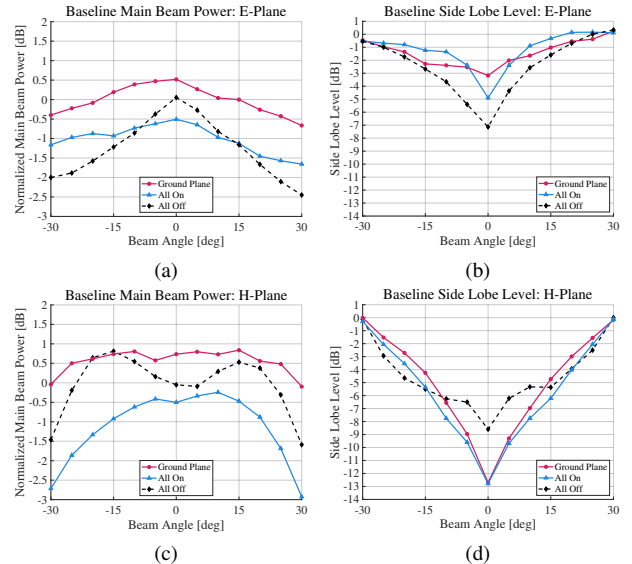 Baseline Main Beam Power: E-Plane
Normalized Main Beam Power [dB]
2
1.5
1
0.5
0
-0.5
-1
-1.5
-2
-2.5
-3
Ground Plane
All On
All Off
-30 -15 0 15 30
Beam Angle [deg]
(a)
Baseline Side Lobe Level: E-Plane
Side Lobe Level [dB]
1
0
-1
-2
-3
-4
-5
-6
-7
-8
-9
-10
-11
-12
-13
-14
Ground Plane
All On
All Off
-30 -15 0 15 30
Beam Angle [deg]
(b)
Baseline Main Beam Power: H-Plane
Normalized Main Beam Power [dB]
2
1.5
1
0.5
0
-0.5
-1
-1.5
-2
-2.5
-3
Ground Plane
All On
All Off
-30 -15 0 15 30
Beam Angle [deg]
(c)
Baseline Side Lobe Level: H-Plane
Side Lobe Level [dB]
1
0
-1
-2
-3
-4
-5
-6
-7
-8
-9
-10
-11
-12
-13
-14
Ground Plane
All On
All Off
-30 -15 0 15 30
Beam Angle [deg]
(d)